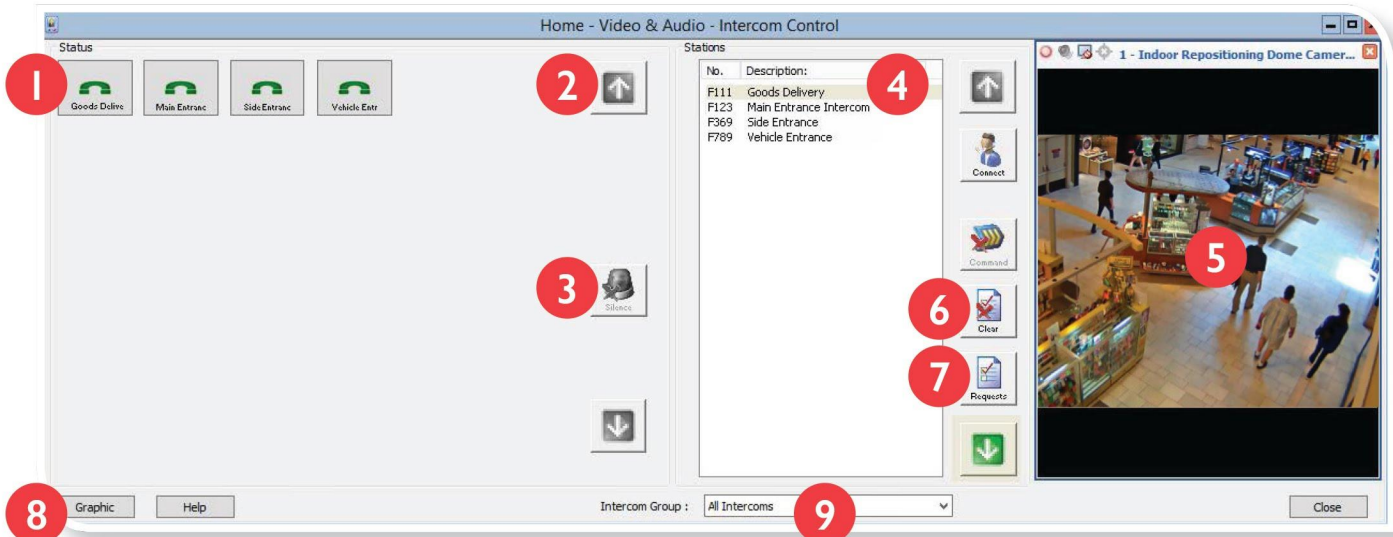 Home - Video & Audio - Intercom Control
Status
1
Goods Delive
Main Entranc
Side Entranc
Vehicle Entr
2
3
Silence
Stations
No. Description:
4
F111 Goods Delivery
F123 Main Entrance Intercom
F369 Side Entrance
F789 Vehicle Entrance
Connect
Command
6
Clear
7
Requests
1 - Indoor Repositioning Dome Camer...
5
8
Graphic
Help
Intercom Group :
All Intercoms
9
Close